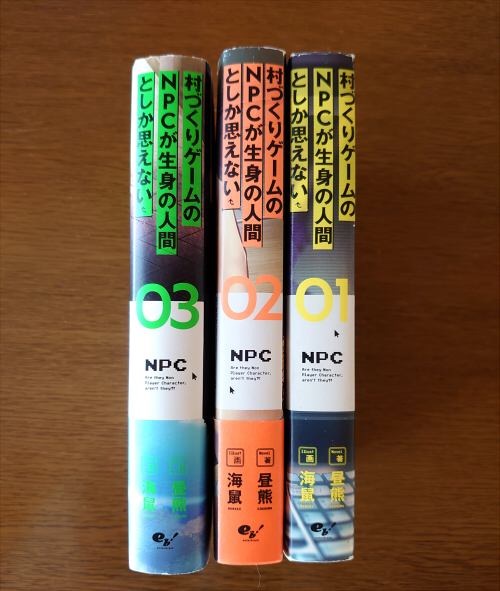 村づくりゲームの
NPCが生身の人間
としか思えない。
03
NPC
Are they Non
Player Character,
aren't they?!
画
海鼠
著
昼熊
eb!
村づくりゲームの
NPCが生身の人間
としか思えない。
02
NPC
Are they Non
Player Character,
aren't they?!
Illust
画
海鼠
Novel
著
昼熊
eb!
村づくりゲームの
NPCが生身の人間
としか思えない。
01
NPC
Are they Non
Player Character,
aren't they?!
Illust
画
海鼠
Novel
著
昼熊
eb!